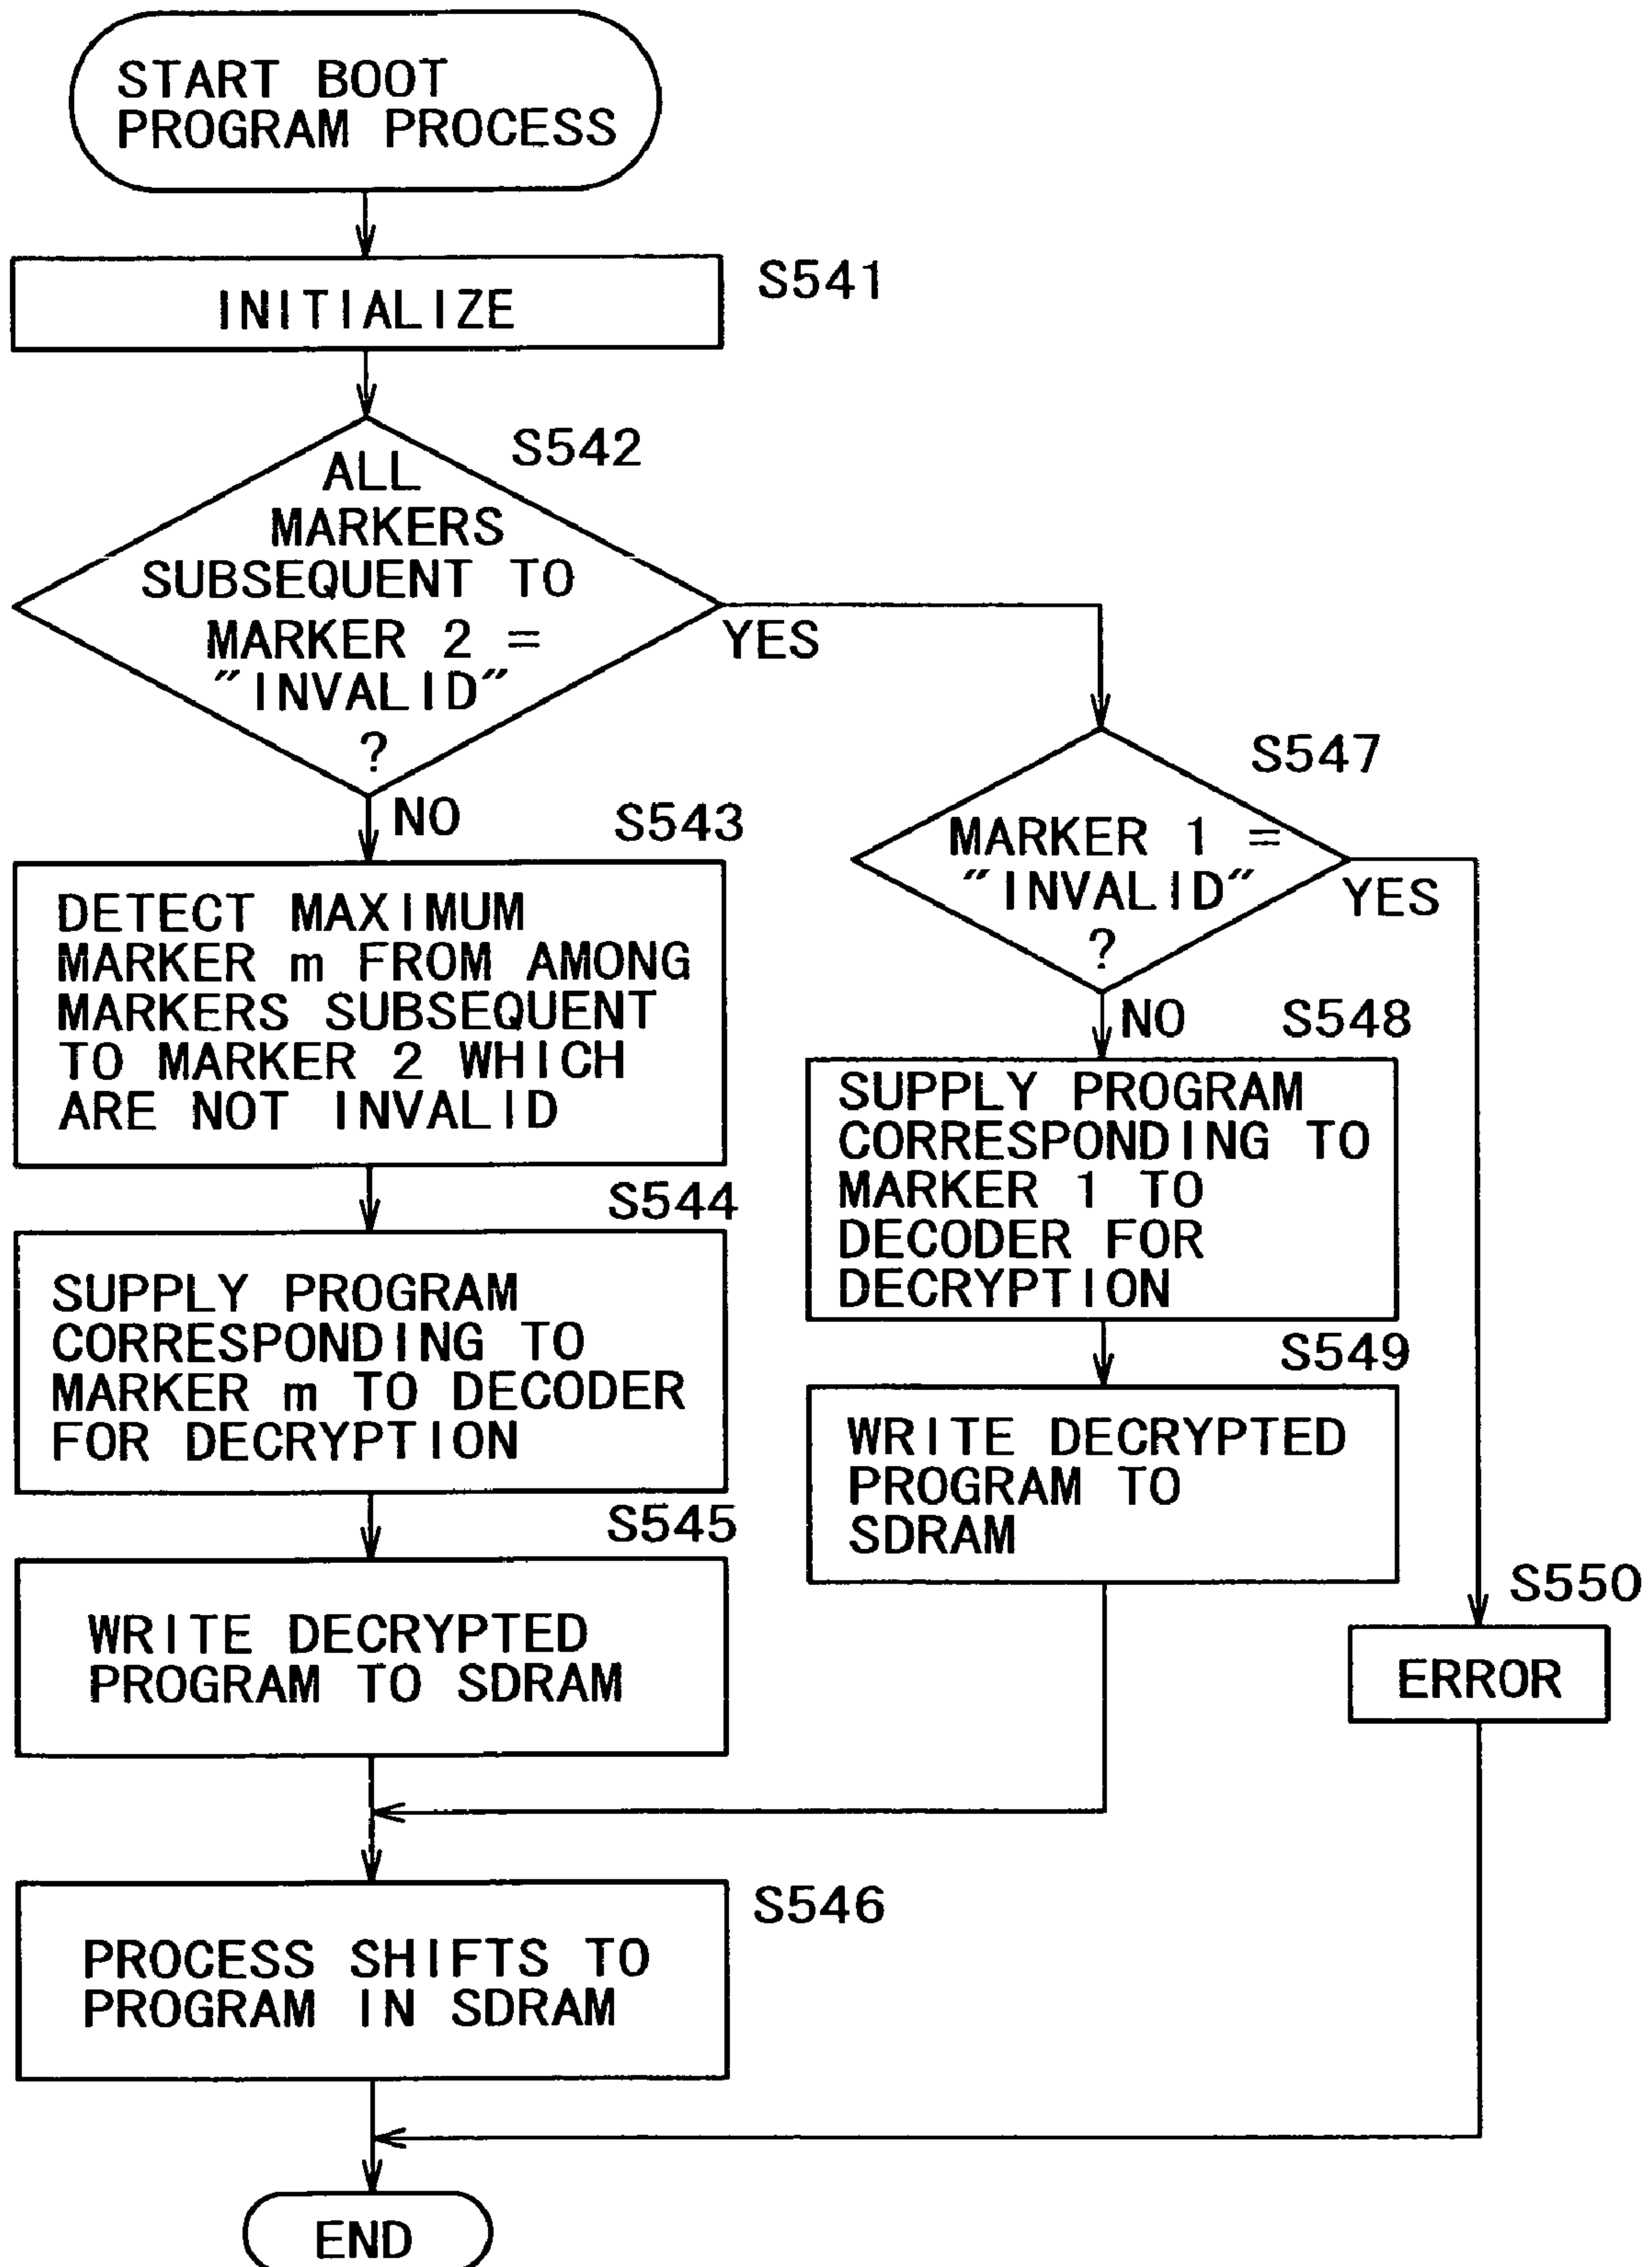 START BOOT
PROGRAM PROCESS
INITIALIZE
S541
S542
ALL
MARKERS
SUBSEQUENT TO
MARKER 2 =
"INVALID"
?
YES
NO
S543
DETECT MAXIMUM
MARKER m FROM AMONG
MARKERS SUBSEQUENT
TO MARKER 2 WHICH
ARE NOT INVALID
S544
SUPPLY PROGRAM
CORRESPONDING TO
MARKER m TO DECODER
FOR DECRYPTION
S545
WRITE DECRYPTED
PROGRAM TO SDRAM
S546
PROCESS SHIFTS TO
PROGRAM IN SDRAM
S547
MARKER 1 =
"INVALID"
?
YES
NO
S548
SUPPLY PROGRAM
CORRESPONDING TO
MARKER 1 TO
DECODER FOR
DECRYPTION
S549
WRITE DECRYPTED
PROGRAM TO
SDRAM
S550
ERROR
END